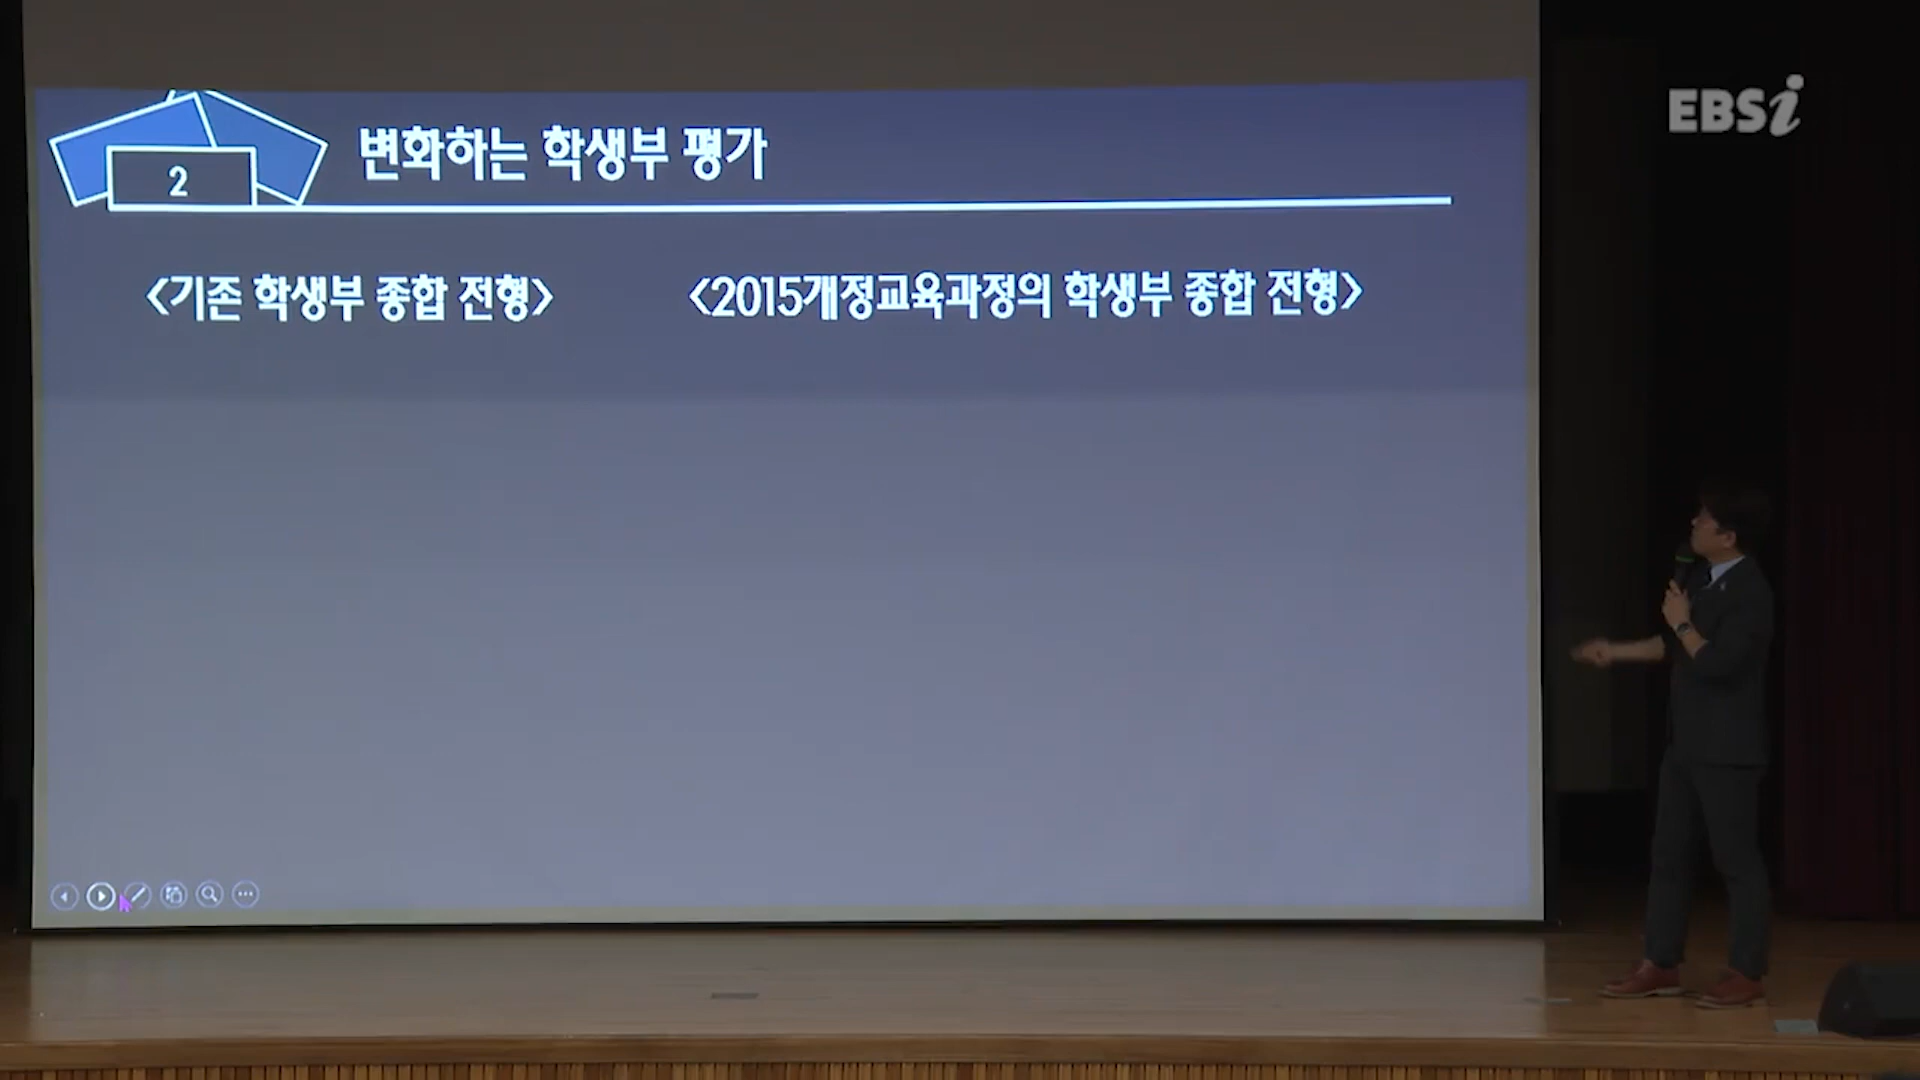 EBSi
2
변화하는 학생부 평가
<기존 학생부 종합 전형>
<2015개정교육과정의 학생부 종합 전형>